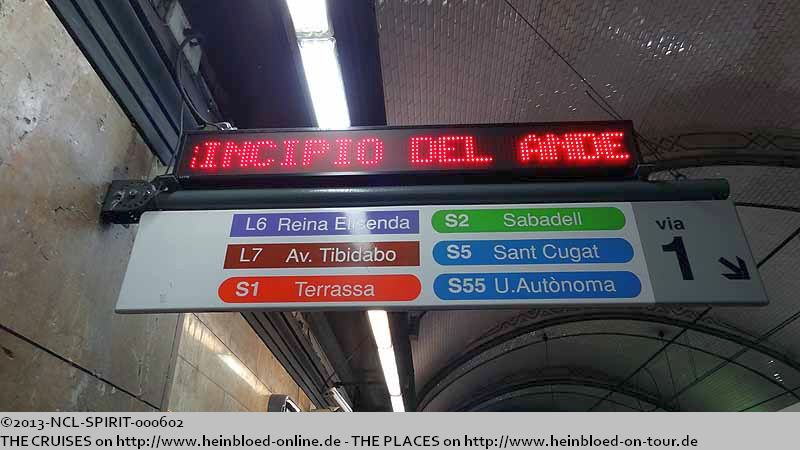 INCIPIO DEL ANDE
L6 Reina Elisenda
L7 Av. Tibidabo
S1 Terrassa
S2 Sabadell
S5 Sant Cugat
S55 U.Autònoma
via
1
©2013-NCL-SPIRIT-000602
THE CRUISES on http://www.heinbloed-online.de - THE PLACES on http://www.heinbloed-on-tour.de